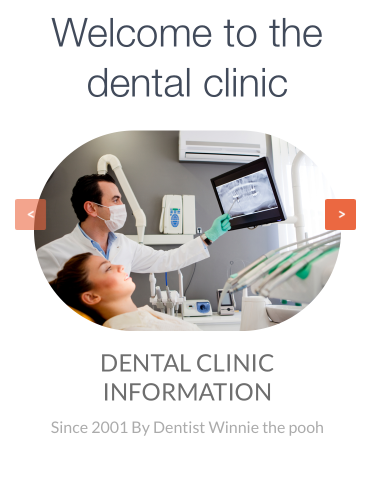 Welcome to the
dental clinic
<
>
DENTAL CLINIC
INFORMATION
Since 2001 By Dentist Winnie the pooh